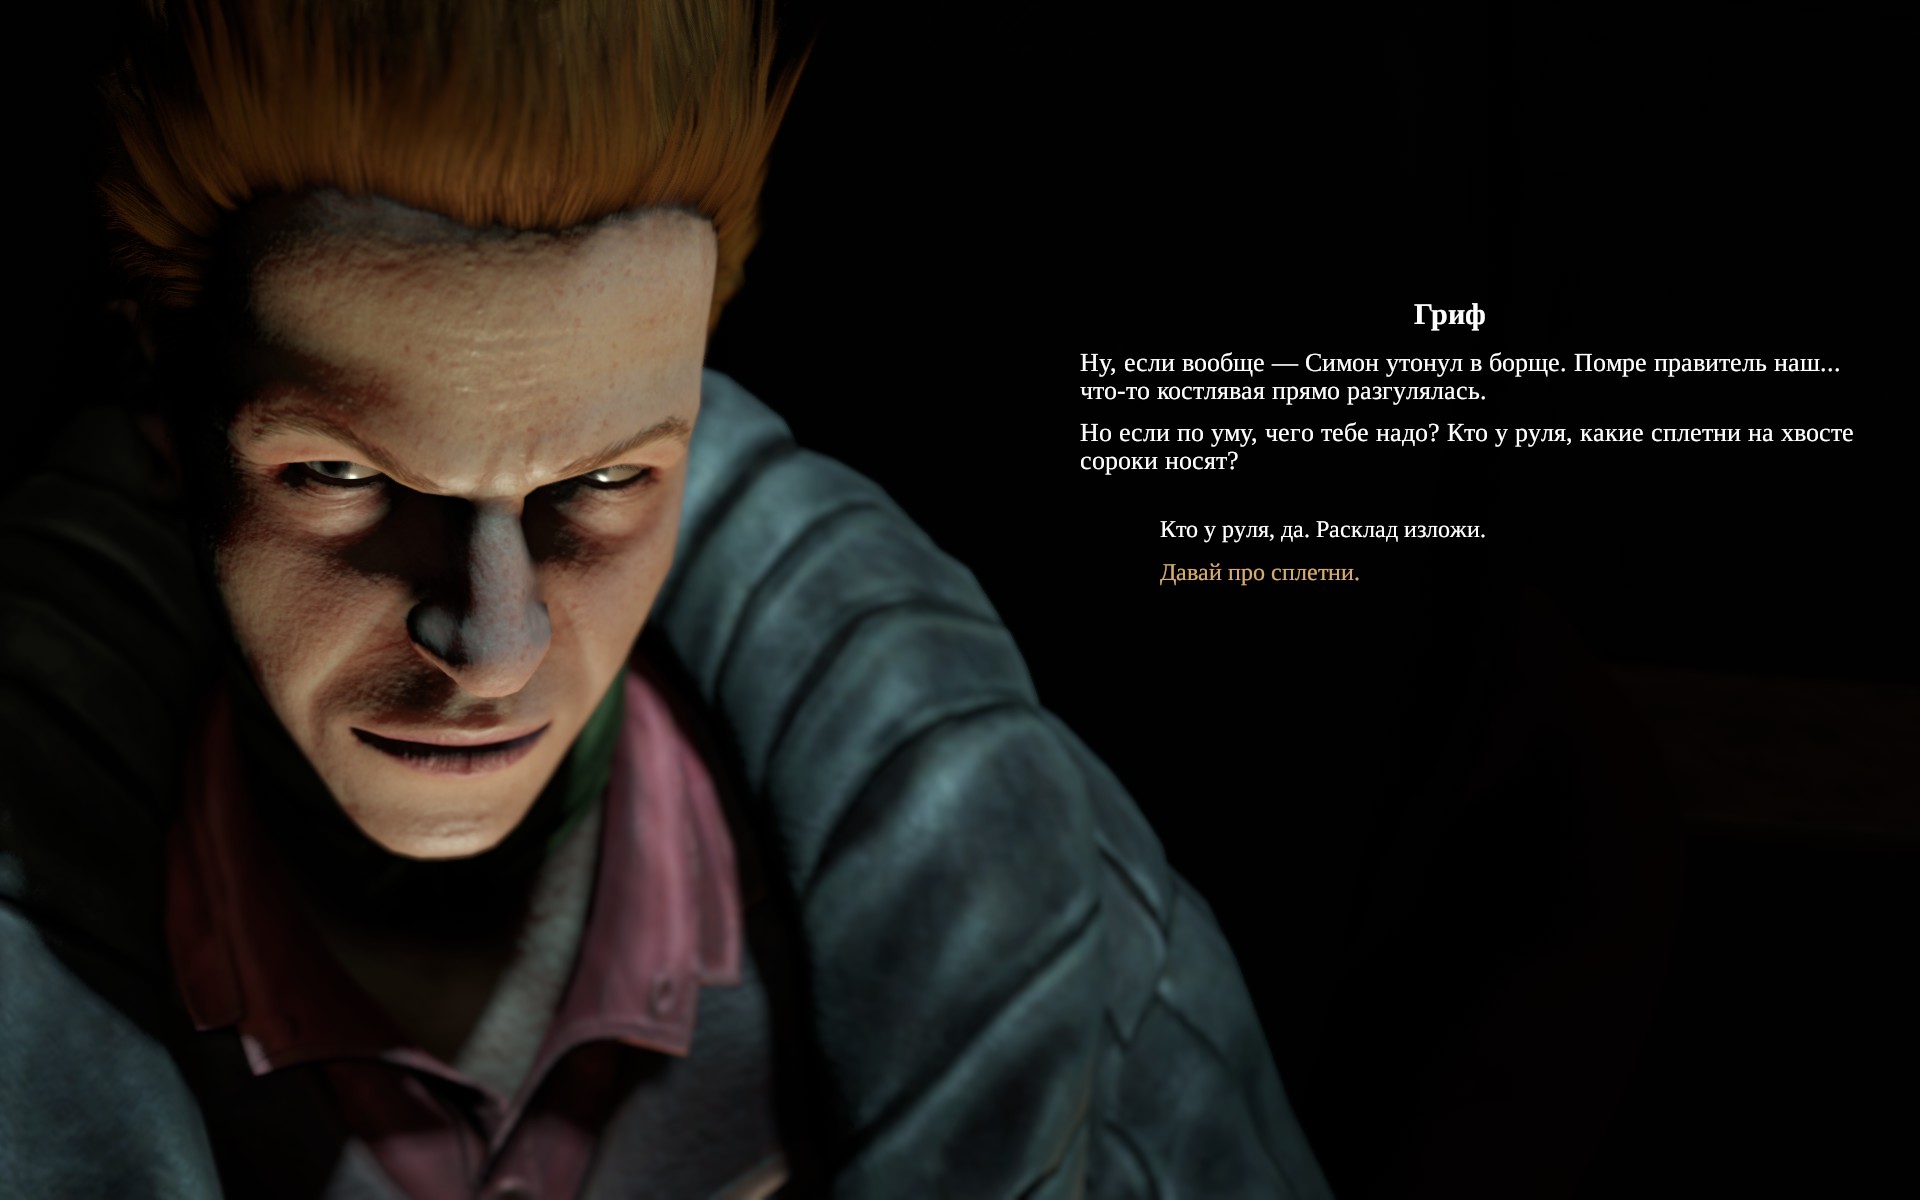 Гриф
Ну, если вообще — Симон утонул в борще. Помре правитель наш...
что-то костлявая прямо разгулялась.
Но если по уму, чего тебе надо? Кто у руля, какие сплетни на хвосте
сороки носят?
Кто у руля, да. Расклад изложи.
Давай про сплетни.